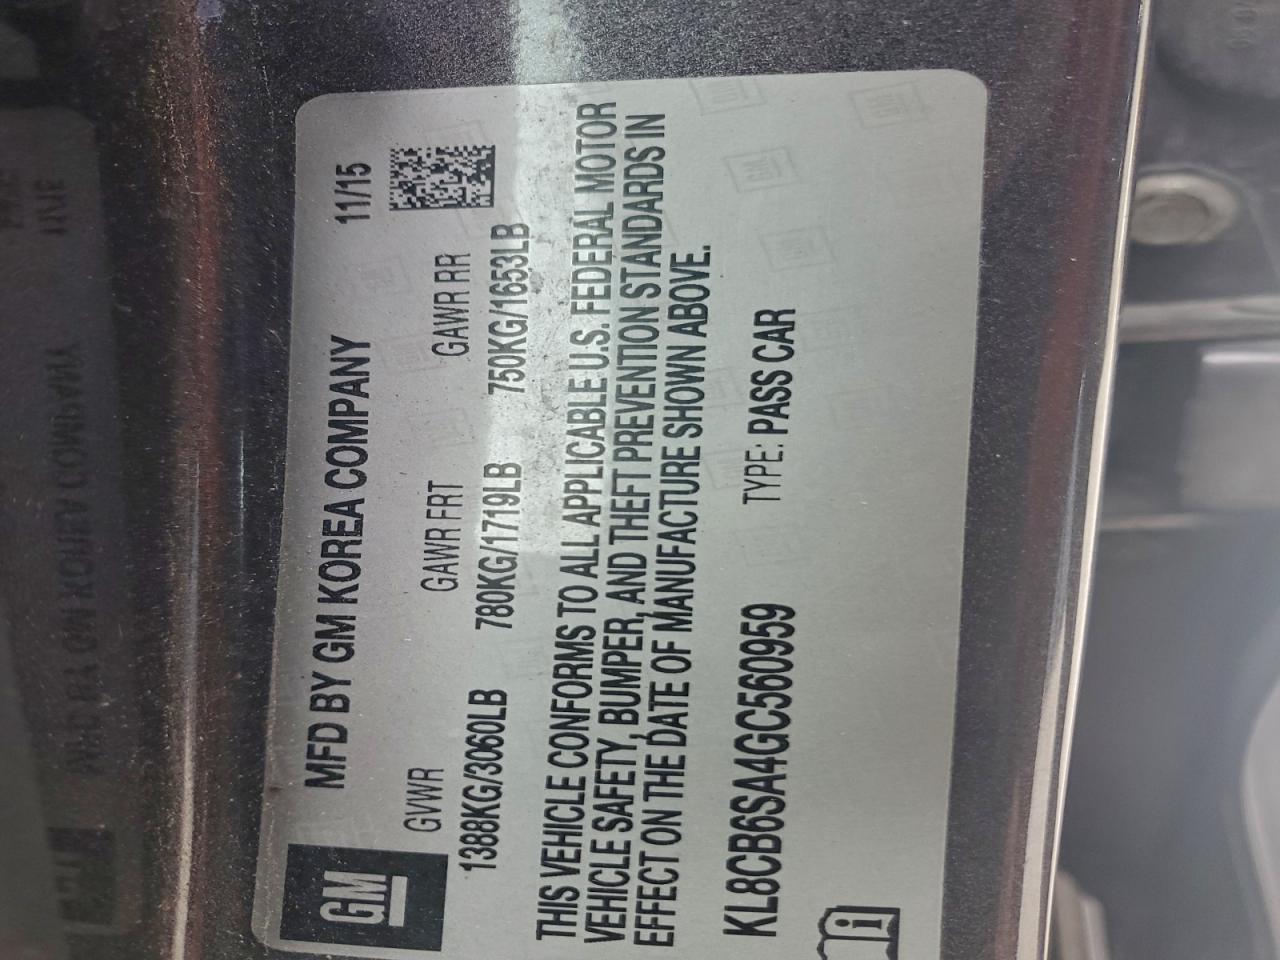 GM
MFD BY GM KOREA COMPANY 11/15
GVWR GAWR FRT GAWR RR
1388KG/3060LB 780KG/1719LB 750KG/1653LB
THIS VEHICLE CONFORMS TO ALL APPLICABLE U.S. FEDERAL MOTOR
VEHICLE SAFETY, BUMPER, AND THEFT PREVENTION STANDARDS IN
EFFECT ON THE DATE OF MANUFACTURE SHOWN ABOVE.
KL8CB6SA4GC560959 TYPE: PASS CAR
i